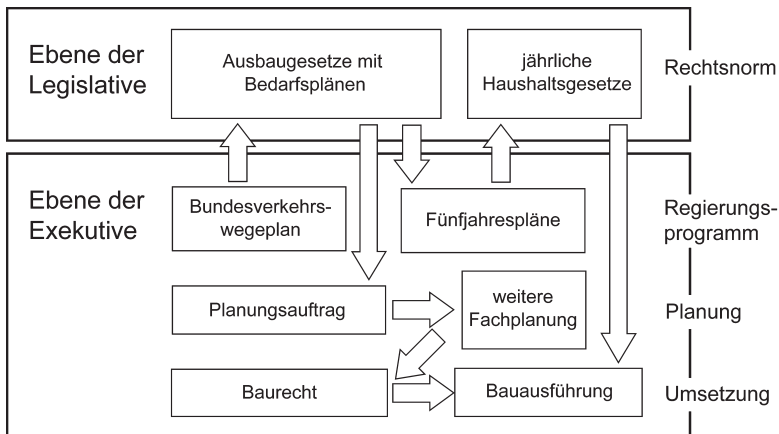 Ebene der
Legislative
Ausbaugesetze mit
Bedarfsplänen
jährliche
Haushaltsgesetze
Rechtsnorm
Ebene der
Exekutive
Bundesverkehrs-
wegeplan
Fünfjahrespläne
Regierungs-
programm
Planungsauftrag
weitere
Fachplanung
Planung
Baurecht
Bauausführung
Umsetzung